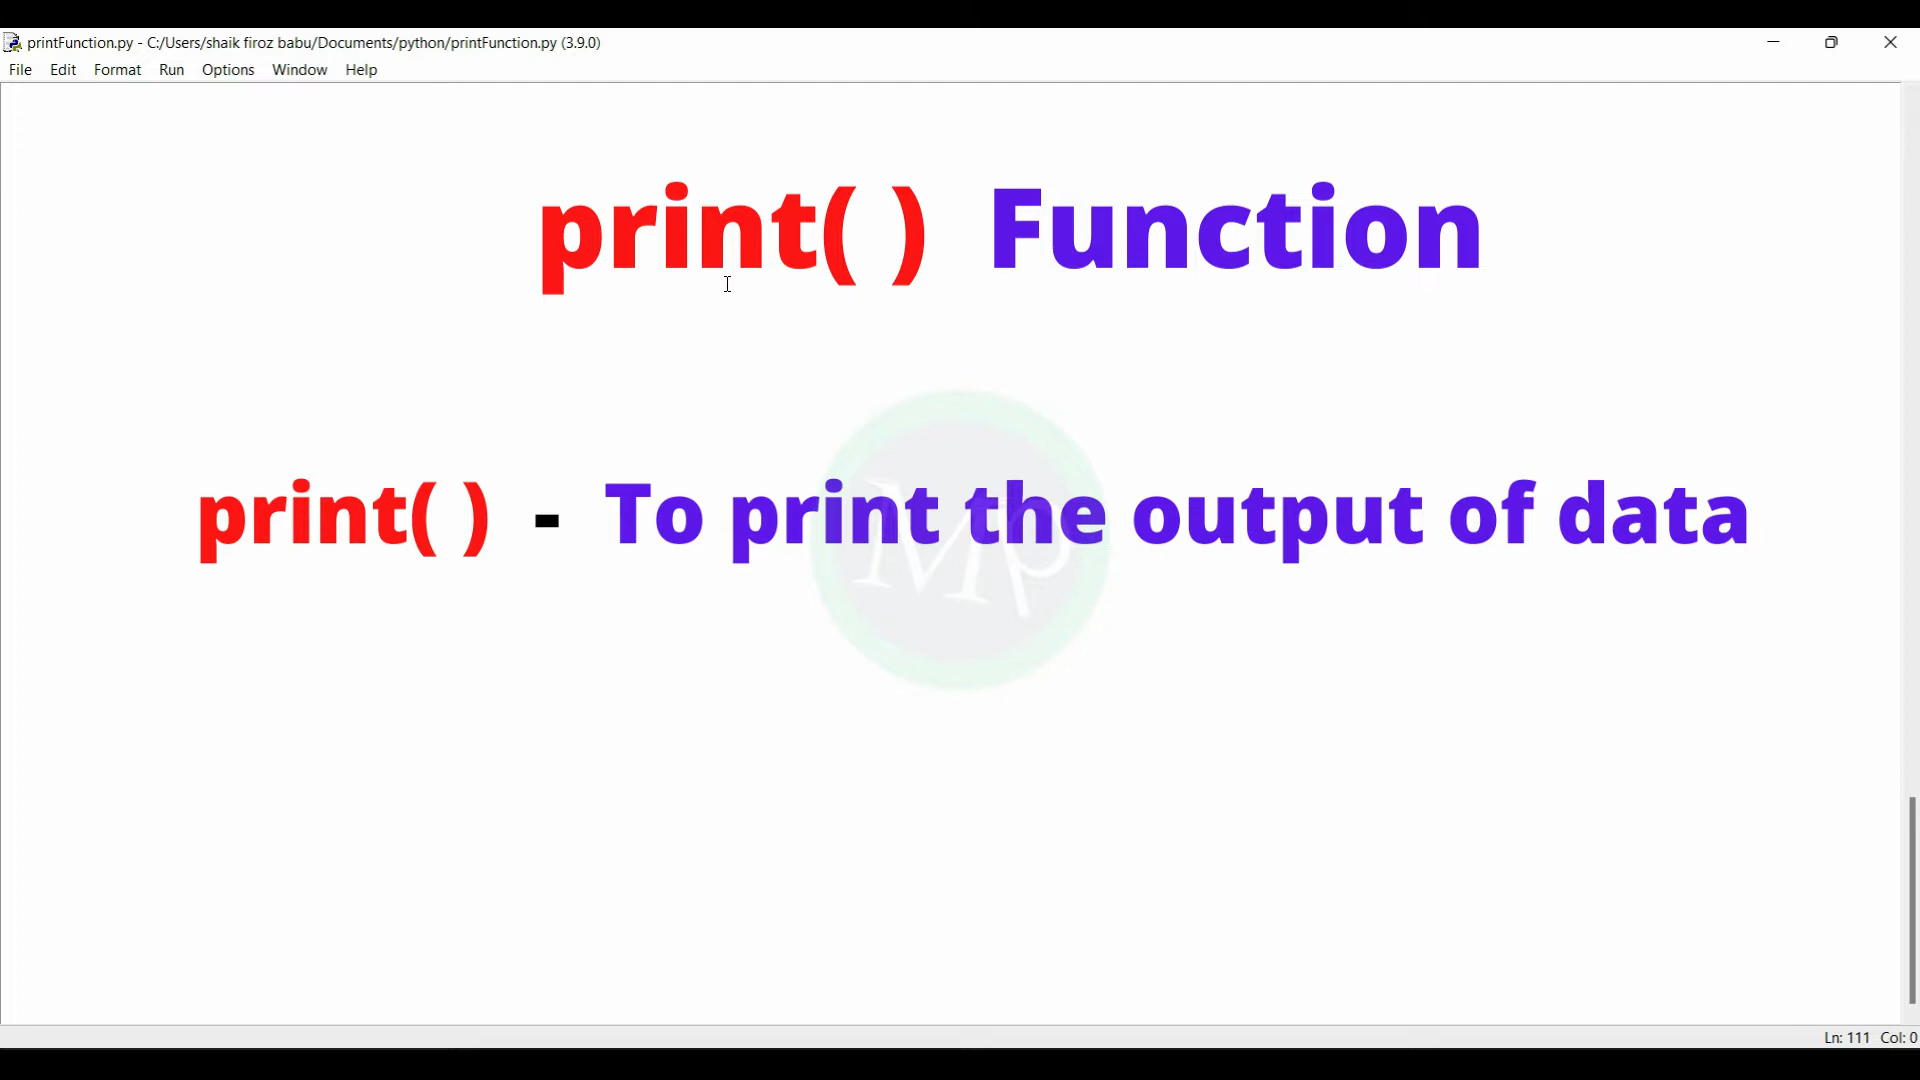 printFunction.py - C:/Users/shaik firoz babu/Documents/python/printFunction.py (3.9.0)
File Edit Format Run Options Window Help
print( ) Function
print( ) - To print the output of data
Mp
Ln: 111 Col: 0